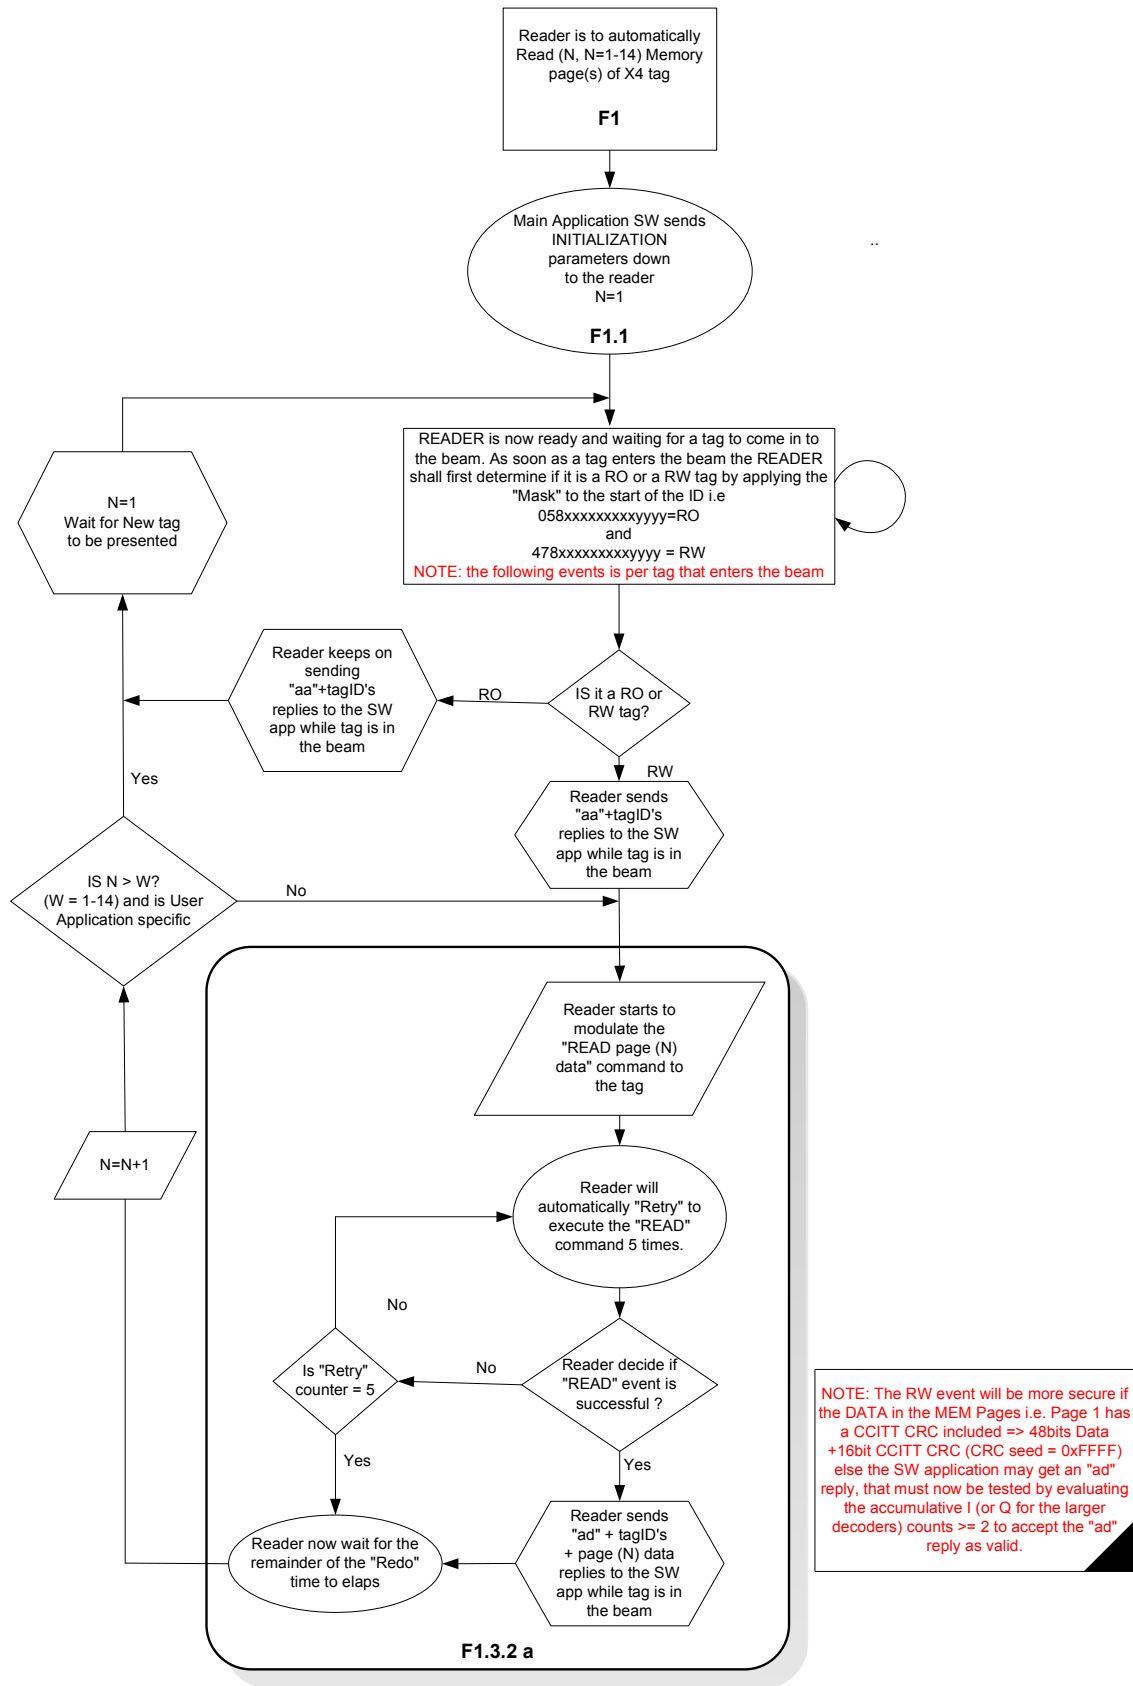 Reader is to automatically
Read (N, N=1-14) Memory
page(s) of X4 tag
F1
Main Application SW sends
INITIALIZATION
parameters down
to the reader
N=1
F1.1
..
READER is now ready and waiting for a tag to come in to
the beam. As soon as a tag enters the beam the READER
shall first determine if it is a RO or a RW tag by applying the
"Mask" to the start of the ID i.e
058xxxxxxxxxyyyy=RO
and
478xxxxxxxxxyyyy = RW
NOTE: the following events is per tag that enters the beam
N=1
Wait for New tag
to be presented
Reader keeps on
sending
"aa"+tagID's
replies to the SW
app while tag is in
the beam
RO
IS it a RO or
RW tag?
RW
Yes
Reader sends
"aa"+tagID's
replies to the SW
app while tag is in
the beam
IS N > W?
(W = 1-14) and is User
Application specific
No
Reader starts to
modulate the
"READ page (N)
data" command to
the tag
N=N+1
Reader will
automatically "Retry" to
execute the "READ"
command 5 times.
No
Is "Retry"
counter = 5
No
Reader decide if
"READ" event is
successful ?
Yes
Yes
Reader now wait for the
remainder of the "Redo"
time to elaps
Reader sends
"ad" + tagID's
+ page (N) data
replies to the SW
app while tag is in
the beam
F1.3.2 a
NOTE: The RW event will be more secure if
the DATA in the MEM Pages i.e. Page 1 has
a CCITT CRC included => 48bits Data
+16bit CCITT CRC (CRC seed = 0xFFFF)
else the SW application may get an "ad"
reply, that must now be tested by evaluating
the accumulative I (or Q for the larger
decoders) counts >= 2 to accept the "ad"
reply as valid.